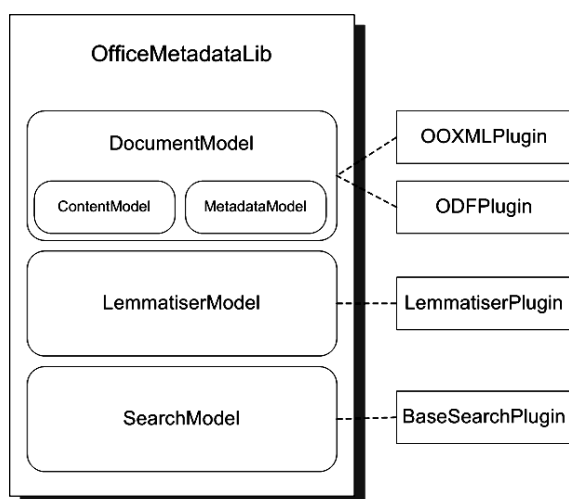 OfficeMetadataLib
DocumentModel
ContentModel
MetadataModel
LemmatiserModel
SearchModel
OOXMLPlugin
ODFPlugin
LemmatiserPlugin
BaseSearchPlugin